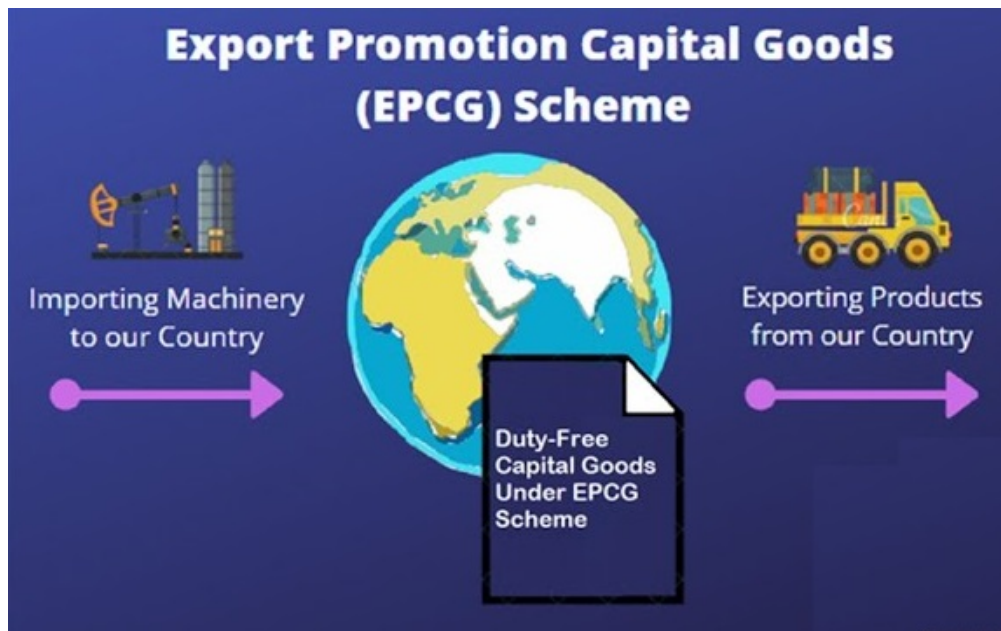 Export Promotion Capital Goods
(EPCG) Scheme
Importing Machinery
to our Country
Exporting Products
from our Country
Duty-Free
Capital Goods
Under EPCG
Scheme